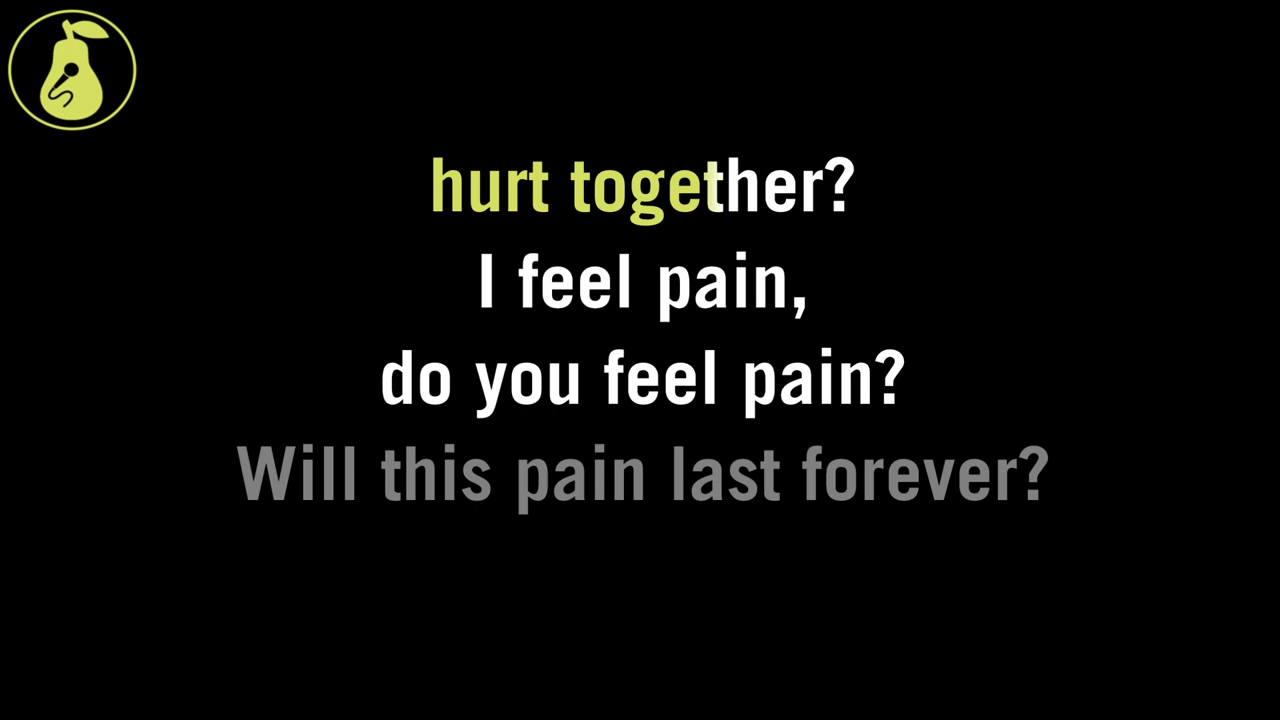 hurt together?
I feel pain,
do you feel pain?
Will this pain last forever?